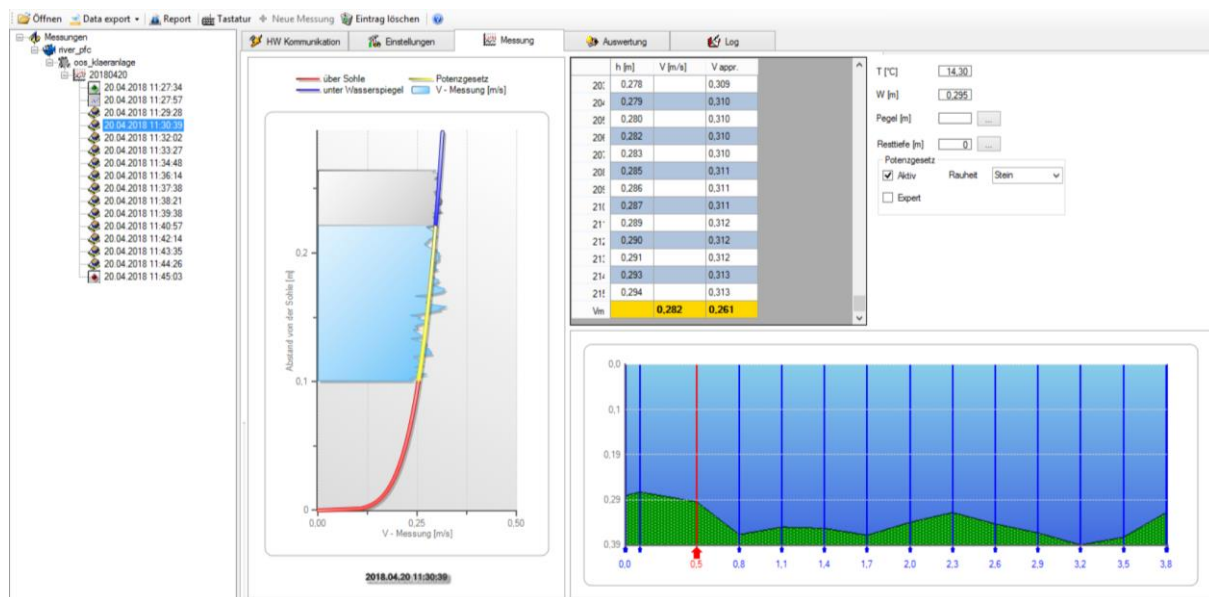 Öffnen Data export Report Tastatur Neue Messung Eintrag löschen
Messungen
river_pfc
oos_klaeranlage
20180420
20.04.2018 11:27:34
20.04.2018 11:27:57
20.04.2018 11:29:28
20.04.2018 11:30:39
20.04.2018 11:32:02
20.04.2018 11:33:27
20.04.2018 11:34:48
20.04.2018 11:36:14
20.04.2018 11:37:38
20.04.2018 11:38:21
20.04.2018 11:39:38
20.04.2018 11:40:57
20.04.2018 11:42:14
20.04.2018 11:43:35
20.04.2018 11:44:26
20.04.2018 11:45:03
HW Kommunikation Einstellungen Messung Auswertung Log
über Sohle Potenzgesetz
unter Wasserspiegel V - Messung [m/s]
Abstand von der Sohle [m]
0,2
0,1
0
0,00 0,25 0,50
V - Messung [m/s]
2018.04.20 11:30:39
h [m] V [m/s] V appr.
0,278 0,309
0,279 0,310
0,280 0,310
0,282 0,310
0,283 0,310
0,285 0,311
0,286 0,311
0,287 0,311
0,289 0,312
0,290 0,312
0,291 0,312
0,293 0,313
0,294 0,313
Vm 0,282 0,261
T [°C] 14,30
W [m] 0,295
Pegel [m] ...
Resttiefe [m] 0 ...
Potenzgesetz
Aktiv Rauheit Stein
Expert
0,0
0,1
0,19
0,29
0,39
0,0 0,5 0,8 1,1 1,4 1,7 2,0 2,3 2,6 2,9 3,2 3,5 3,8